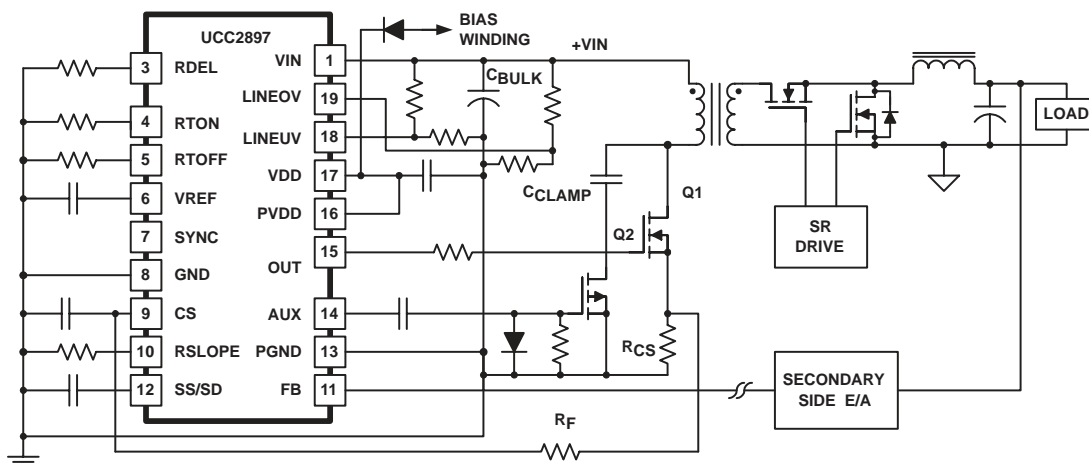 UCC2897
BIAS
WINDING
+VIN
3 RDEL
4 RTON
5 RTOFF
6 VREF
7 SYNC
8 GND
9 CS
10 RSLOPE
12 SS/SD
VIN 1
LINEOV 19
LINEUV 18
VDD 17
PVDD 16
OUT 15
AUX 14
PGND 13
FB 11
CBULK
CCLAMP
Q1
Q2
RCS
RF
SR
DRIVE
LOAD
SECONDARY
SIDE E/A